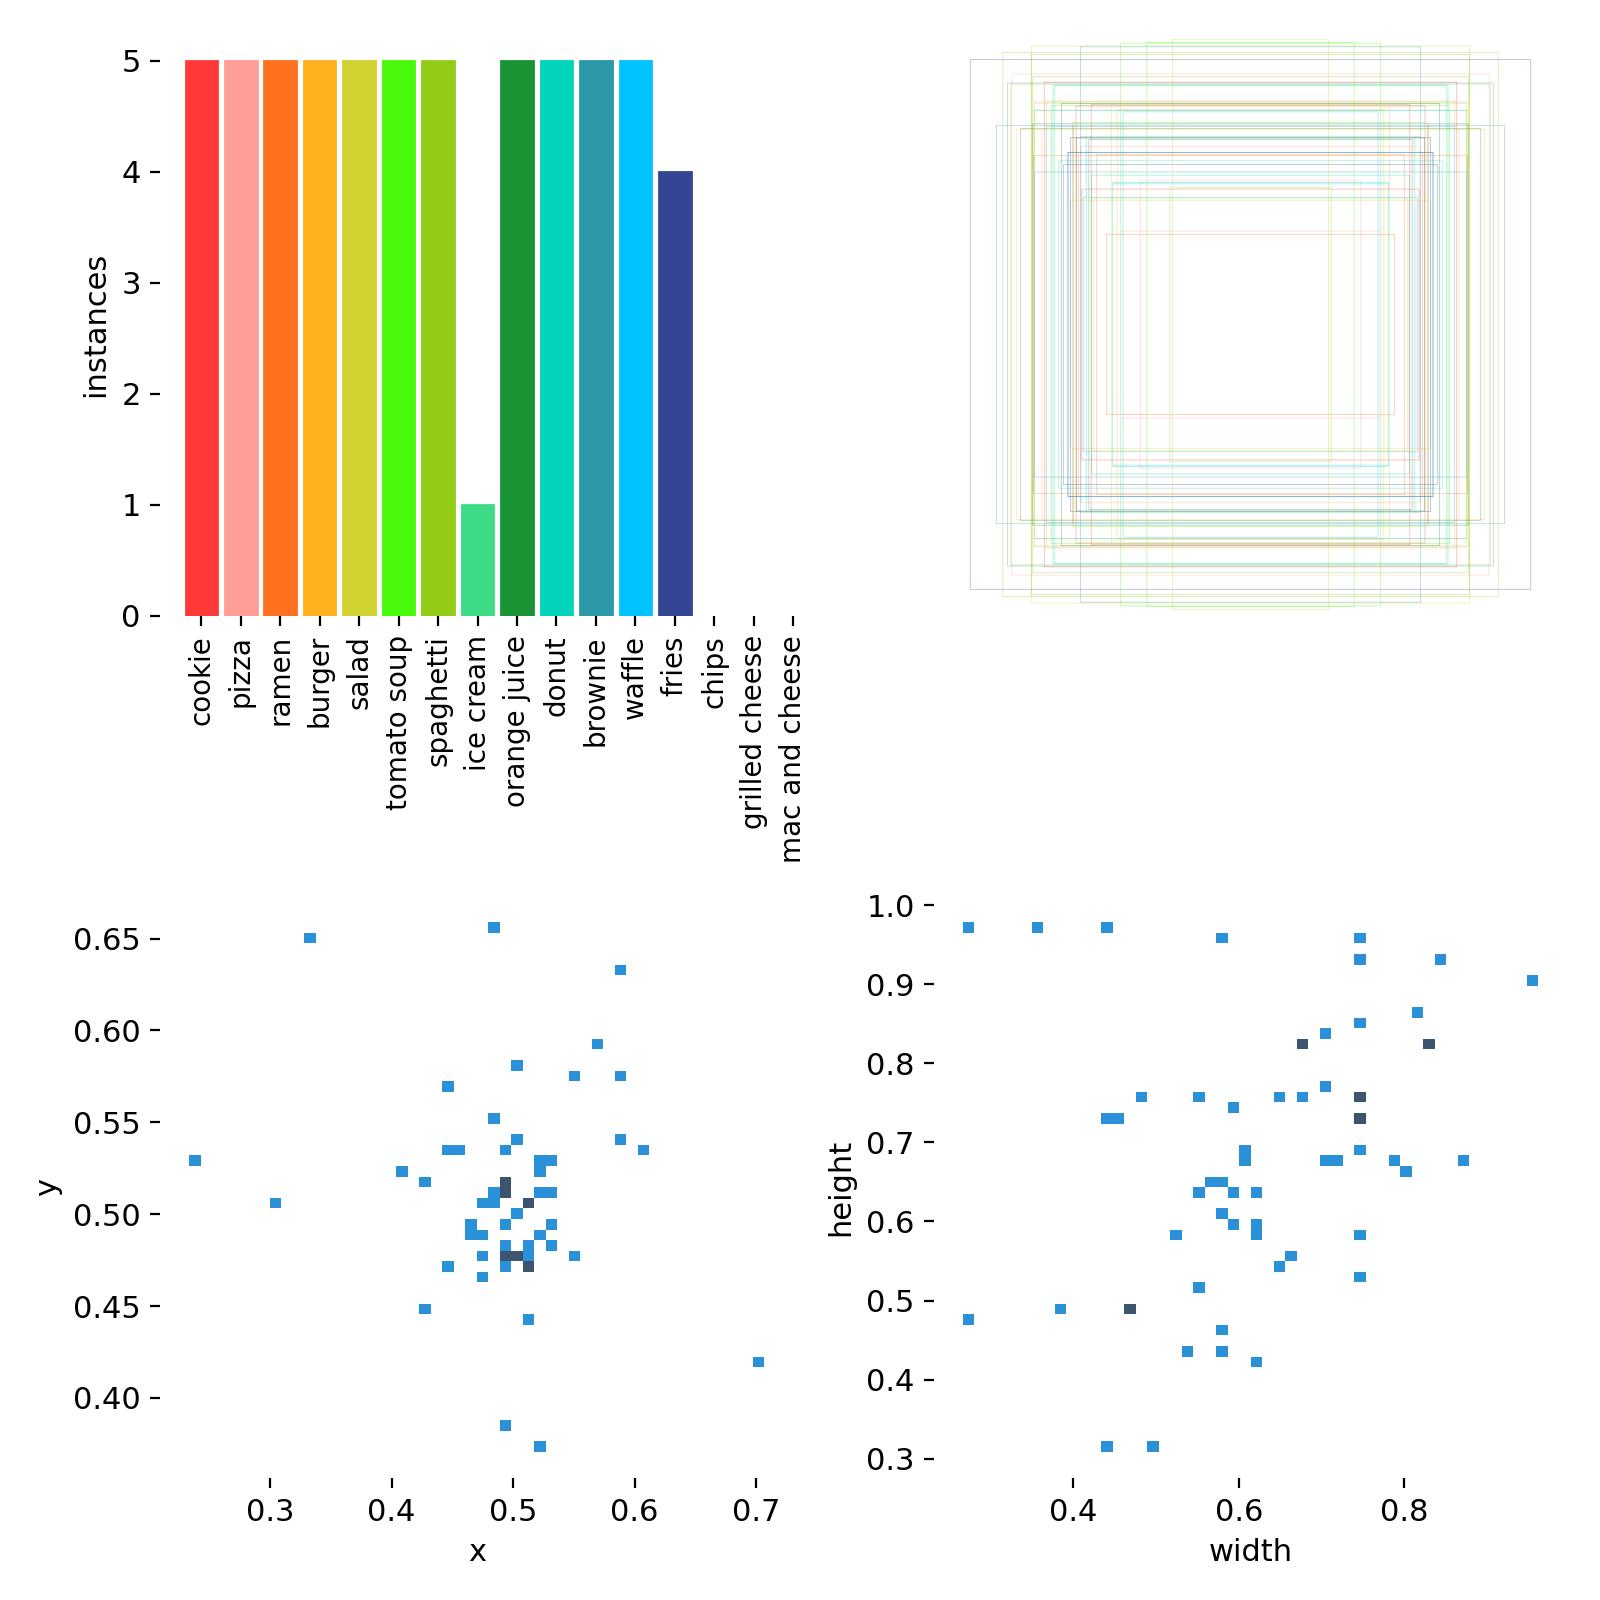 5
4
3
2
1
0
instances
cookie
pizza
ramen
burger
salad
tomato soup
spaghetti
ice cream
orange juice
donut
brownie
waffle
fries
chips
grilled cheese
mac and cheese
0.65
0.60
0.55
0.50
0.45
0.40
y
0.3 0.4 0.5 0.6 0.7
x
1.0
0.9
0.8
0.7
0.6
0.5
0.4
0.3
height
0.4 0.6 0.8
width